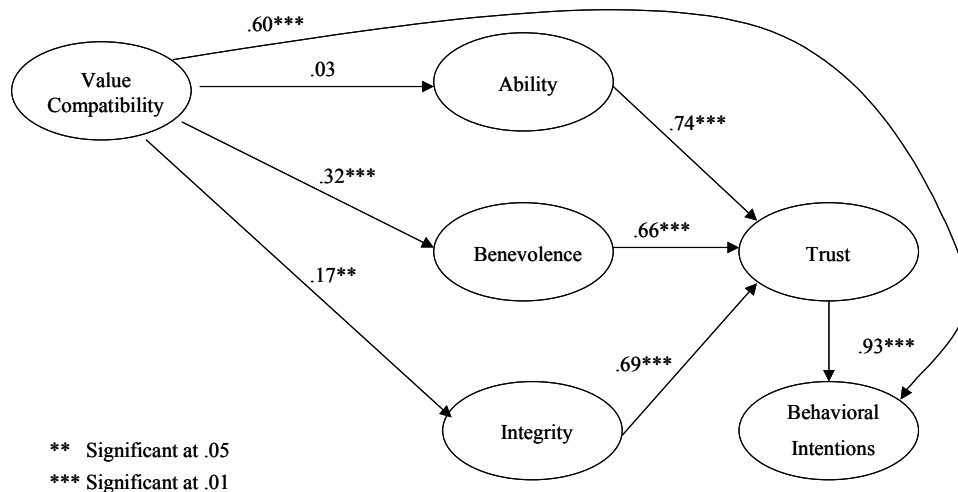 .60***
Value
Compatibility
.03
Ability
.74***
.32***
Benevolence
.66***
Trust
.17**
.69***
.93***
Integrity
Behavioral
Intentions
** Significant at .05
*** Significant at .01